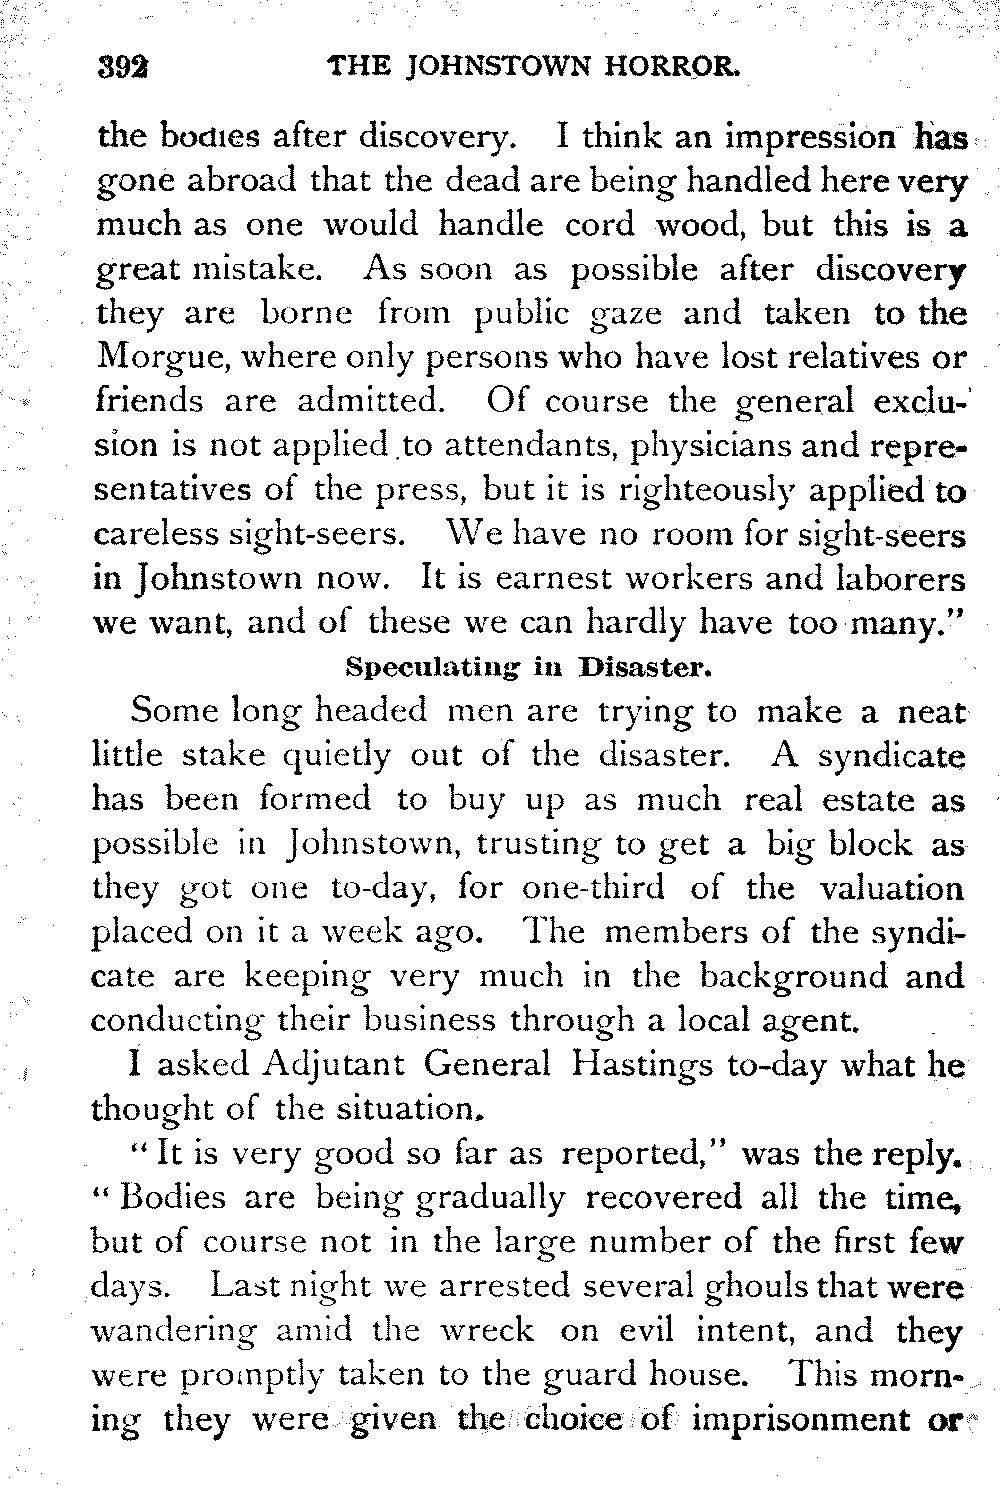 392 THE JOHNSTOWN HORROR.
the bodies after discovery. I think an impression has
gone abroad that the dead are being handled here very
much as one would handle cord wood, but this is a
great mistake. As soon as possible after discovery
they are borne from public gaze and taken to the
Morgue, where only persons who have lost relatives or
friends are admitted. Of course the general exclu-
sion is not applied to attendants, physicians and repre-
sentatives of the press, but it is righteously applied to
careless sight-seers. We have no room for sight-seers
in Johnstown now. It is earnest workers and laborers
we want, and of these we can hardly have too many."
Speculating in Disaster.
Some long headed men are trying to make a neat
little stake quietly out of the disaster. A syndicate
has been formed to buy up as much real estate as
possible in Johnstown, trusting to get a big block as
they got one to-day, for one-third of the valuation
placed on it a week ago. The members of the syndi-
cate are keeping very much in the background and
conducting their business through a local agent.
I asked Adjutant General Hastings to-day what he
thought of the situation.
"It is very good so far as reported," was the reply.
"Bodies are being gradually recovered all the time,
but of course not in the large number of the first few
days. Last night we arrested several ghouls that were
wandering amid the wreck on evil intent, and they
were promptly taken to the guard house. This morn-
ing they were given the choice of imprisonment or